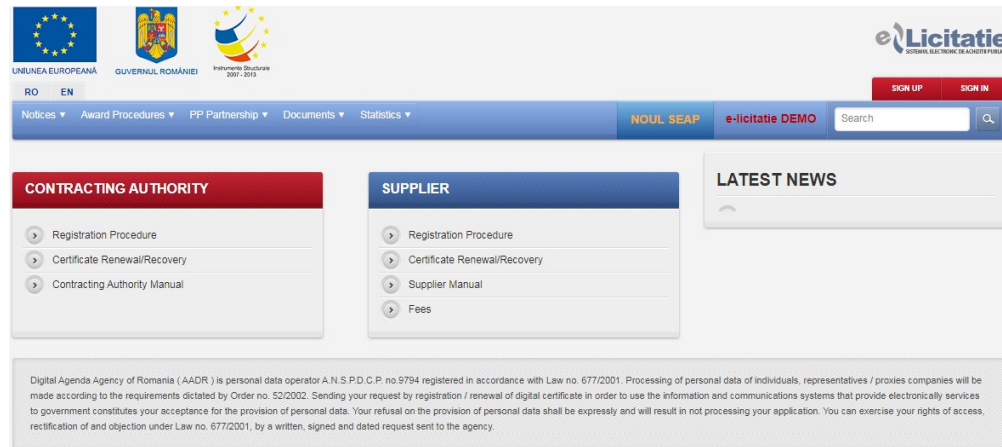 UNIUNEA EUROPEANĂ
GUVERNUL ROMÂNIEI
Instrumente Structurale
2007 - 2013
e Licitatie
SISTEMUL ELECTRONIC DE ACHIZITII PUBLI
RO EN
SIGN UP SIGN IN
Notices Award Procedures PP Partnership Documents Statistics NOUL SEAP e-licitatie DEMO Search
CONTRACTING AUTHORITY
Registration Procedure
Certificate Renewal/Recovery
Contracting Authority Manual
SUPPLIER
Registration Procedure
Certificate Renewal/Recovery
Supplier Manual
Fees
LATEST NEWS
Digital Agenda Agency of Romania ( AADR ) is personal data operator A.N.S.P.D.C.P. no.9794 registered in accordance with Law no. 677/2001. Processing of personal data of individuals, representatives / proxies companies will be
made according to the requirements dictated by Order no. 52/2002. Sending your request by registration / renewal of digital certificate in order to use the information and communications systems that provide electronically services
to government constitutes your acceptance for the provision of personal data. Your refusal on the provision of personal data shall be expressly and will result in not processing your application. You can exercise your rights of access,
rectification of and objection under Law no. 677/2001, by a written, signed and dated request sent to the agency.